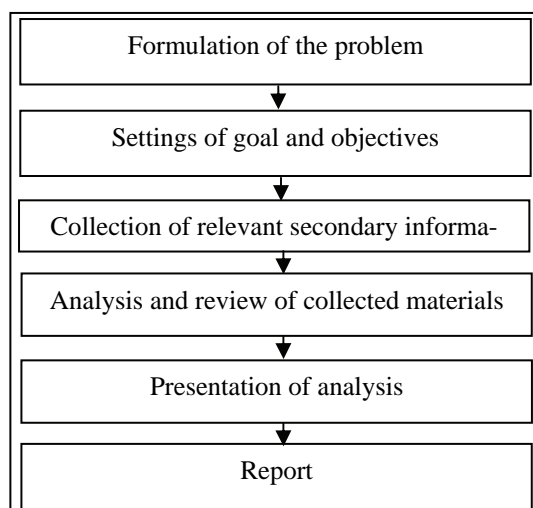 Formulation of the problem
Settings of goal and objectives
Collection of relevant secondary informa-
Analysis and review of collected materials
Presentation of analysis
Report